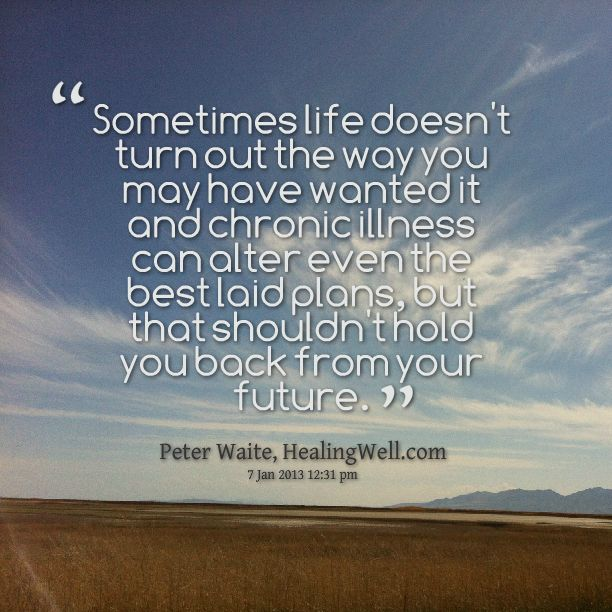 “ Sometimes life doesn't
turn out the way you
may have wanted it
and chronic illness
can alter even the
best laid plans, but
that shouldn't hold
you back from your
future. ”
Peter Waite, HealingWell.com
7 Jan 2013 12:31 pm